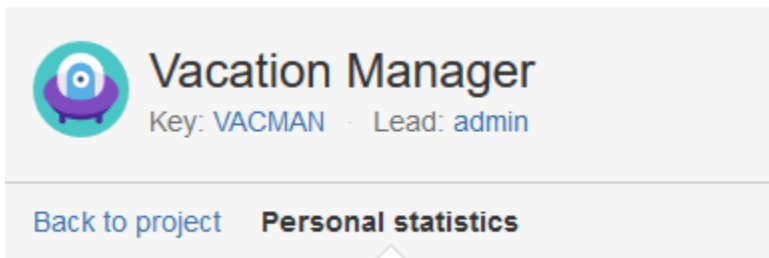 Vacation Manager
Key: VACMAN · Lead: admin
Back to project Personal statistics